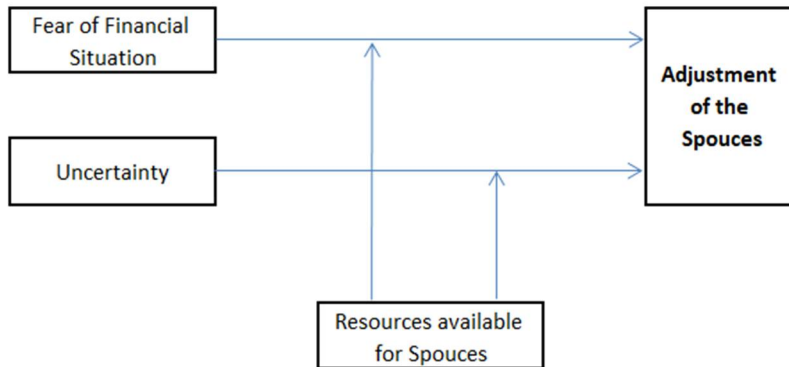 Fear of Financial
Situation
Adjustment
of the
Spouces
Uncertainty
Resources available
for Spouces